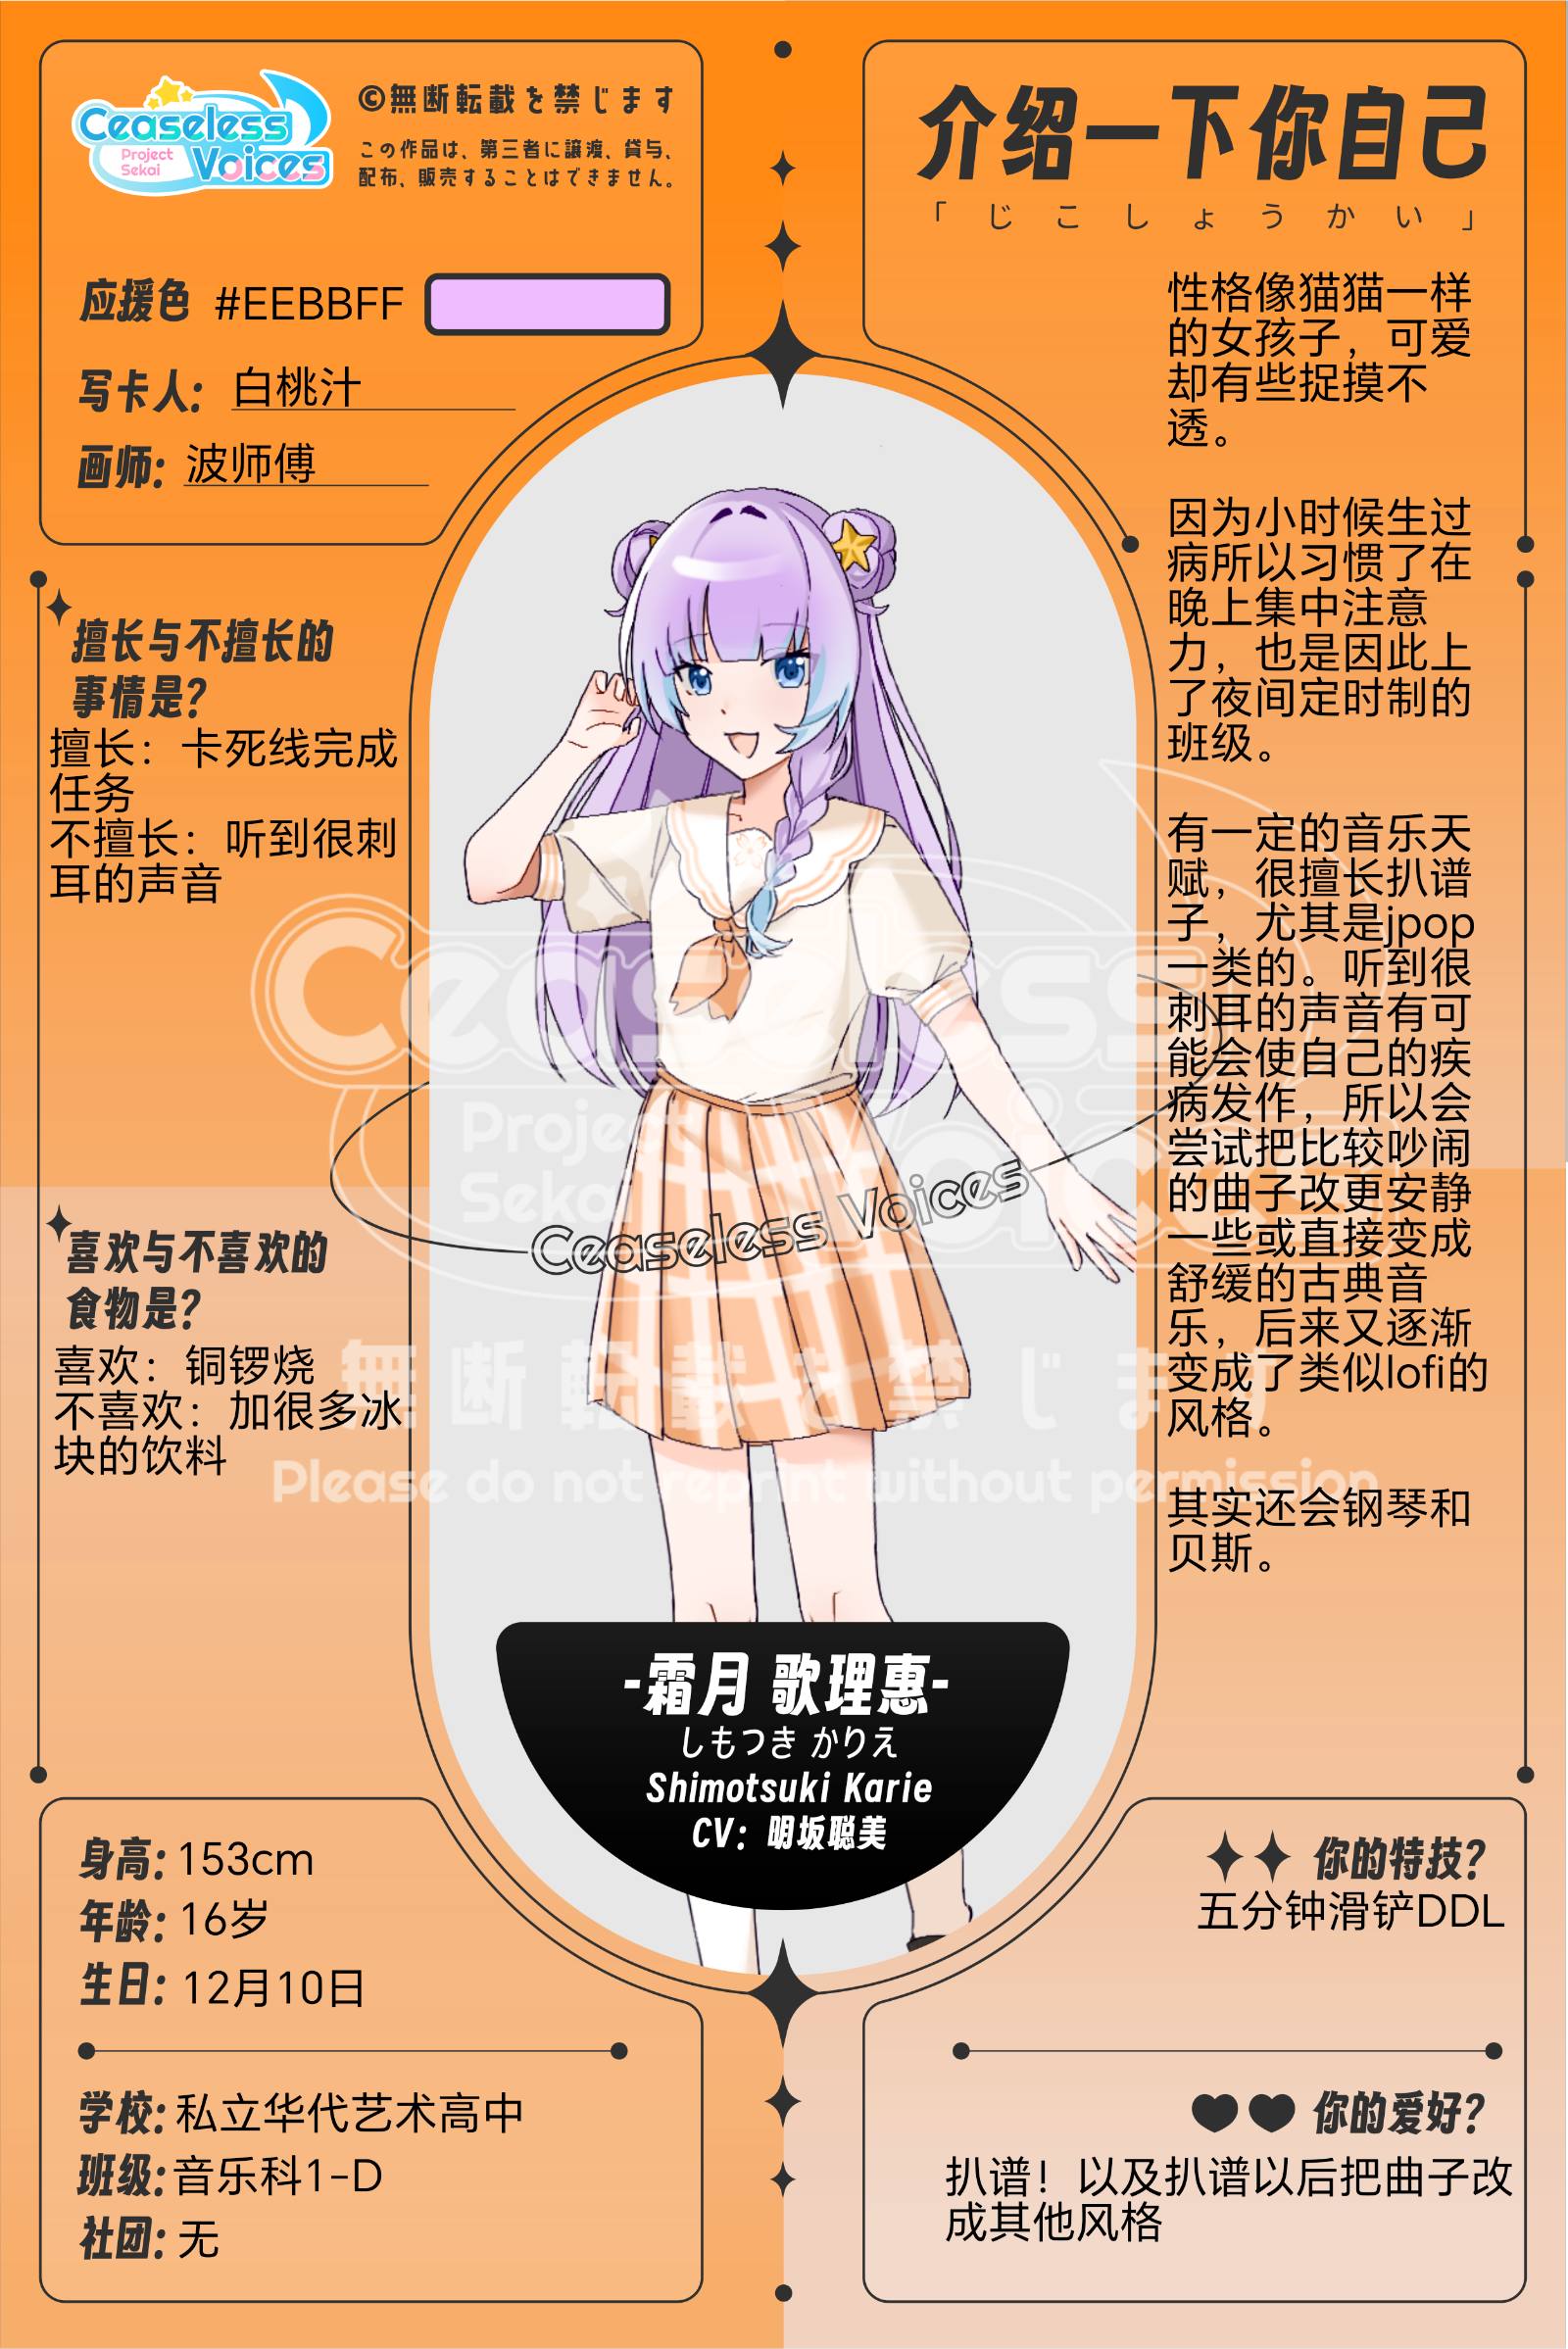 Ceaseless
Project
Sekai
Voices
©無断転載を禁じます
この作品は、第三者に譲渡、貸与、
配布、販売することはできません。
应援色 #EEBBFF
写卡人: 白桃汁
画师: 波师傅
介绍一下你自己
「じこしょうかい」
性格像猫猫一样
的女孩子，可爱
却有些捉摸不
透。
因为小时候生过
病所以习惯了在
晚上集中注意
力，也是因此上
了夜间定时制的
班级。
有一定的音乐天
赋，很擅长扒谱
子，尤其是jpop
一类的。听到很
刺耳的声音有可
能会使自己的疾
病发作，所以会
尝试把比较吵闹
的曲子改更安静
一些或直接变成
舒缓的古典音
乐，后来又逐渐
变成了类似lofi的
风格。
其实还会钢琴和
贝斯。
擅长与不擅长的
事情是?
擅长：卡死线完成
任务
不擅长：听到很刺
耳的声音
喜欢与不喜欢的
食物是?
喜欢：铜锣烧
不喜欢：加很多冰
块的饮料
Ceaseless
Project
Sekai
Voices
Ceaseless Voices
無断転載を禁じます
Please do not reprint without permission
-霜月 歌理惠-
しもつき かりえ
Shimotsuki Karie
CV：明坂聡美
身高: 153cm
年龄: 16岁
生日: 12月10日
学校: 私立华代艺术高中
班级: 音乐科1-D
社团: 无
你的特技?
五分钟滑铲DDL
你的爱好?
扒谱！以及扒谱以后把曲子改
成其他风格